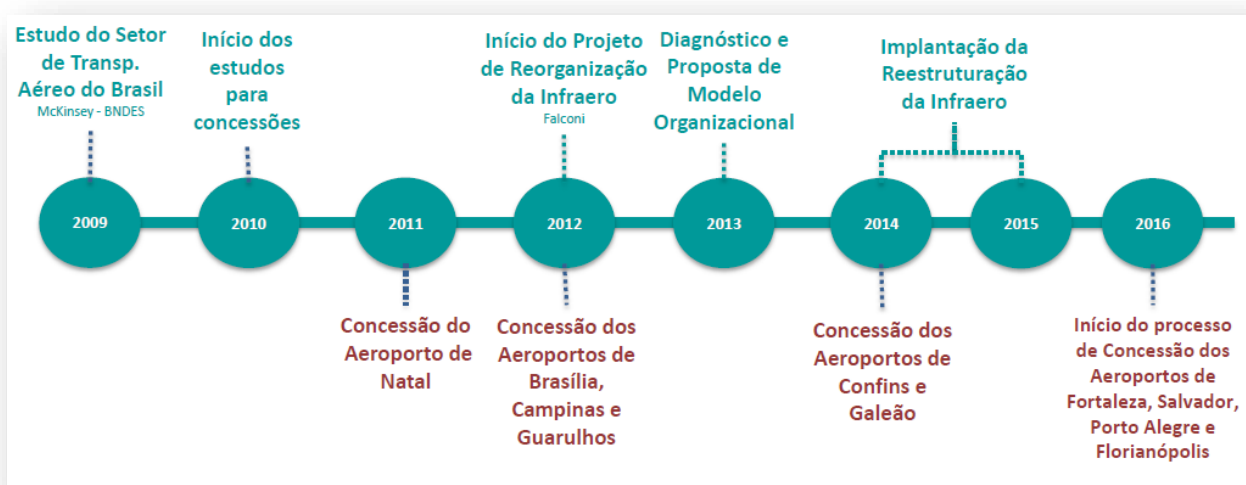 Estudo do Setor
de Transp.
Aéreo do Brasil
McKinsey - BNDES
Início dos
estudos
para
concessões
Início do Projeto
de Reorganização
da Infraero
Falconi
Diagnóstico e
Proposta de
Modelo
Organizacional
Implantação da
Reestruturação
da Infraero
2009
2010
2011
2012
2013
2014
2015
2016
Concessão do
Aeroporto de
Natal
Concessão dos
Aeroportos de
Brasília,
Campinas e
Guarulhos
Concessão dos
Aeroportos de
Confins e
Galeão
Início do processo
de Concessão dos
Aeroportos de
Fortaleza, Salvador,
Porto Alegre e
Florianópolis